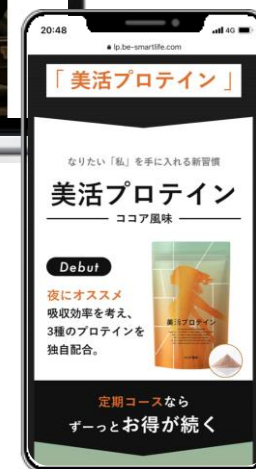 20:48
4G
lp.be-smartlife.com
「 美活プロテイン 」
なりたい「私」を手に入れる新習慣
美活プロテイン
ココア風味
Debut
夜にオススメ
吸収効率を考え、
3種のプロテインを
独自配合。
美活プロテイン
定期コースなら
ずーっとお得が続く